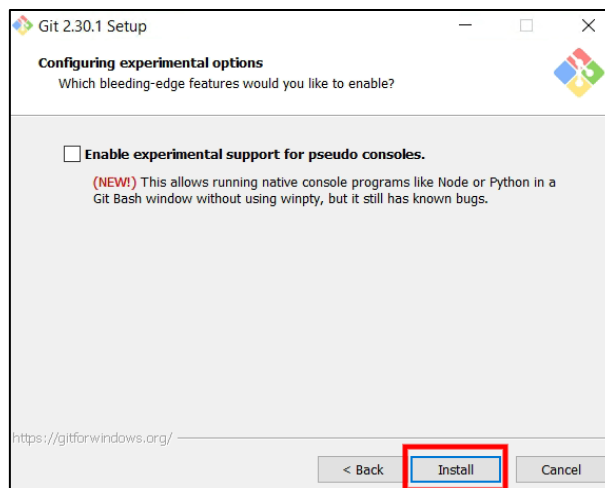 Git 2.30.1 Setup
Configuring experimental options
Which bleeding-edge features would you like to enable?
Enable experimental support for pseudo consoles.
(NEW!) This allows running native console programs like Node or Python in a
Git Bash window without using winpty, but it still has known bugs.
https://gitforwindows.org/
< Back Install Cancel